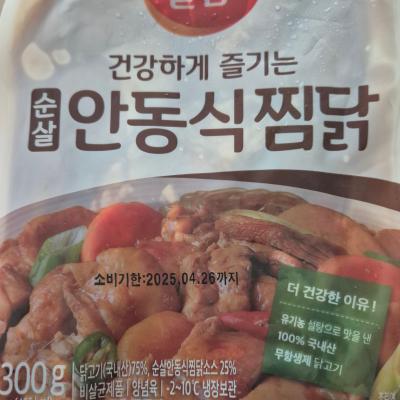 건강하게 즐기는
순살
안동식찜닭
소비기한:2025.04.26까지
더 건강한 이유!
유기농 설탕으로 맛을 낸
100% 국내산
무항생제 닭고기
300g
닭고기(국내산)75%, 순살안동식찜닭소스 25%
비살균제품 | 양념육 | -2~10℃ 냉장보관